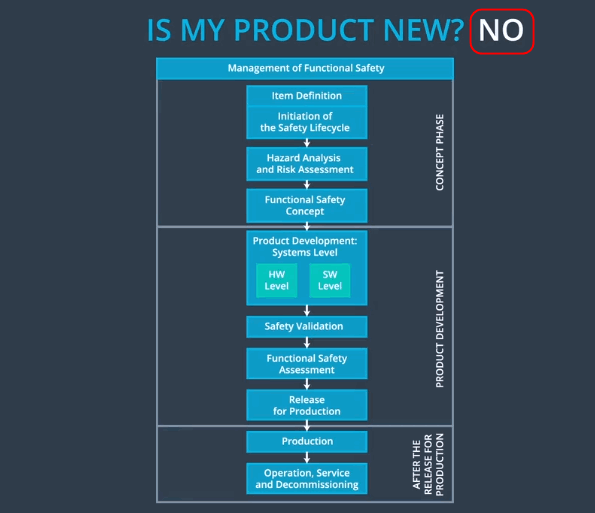 IS MY PRODUCT NEW? NO
Management of Functional Safety
Item Definition
Initiation of
the Safety Lifecycle
Hazard Analysis
and Risk Assessment
Functional Safety
Concept
CONCEPT PHASE
Product Development:
Systems Level
HW
Level
SW
Level
Safety Validation
Functional Safety
Assessment
Release
for Production
PRODUCT DEVELOPMENT
Production
Operation, Service
and Decommissioning
AFTER THE
RELEASE FOR
PRODUCTION